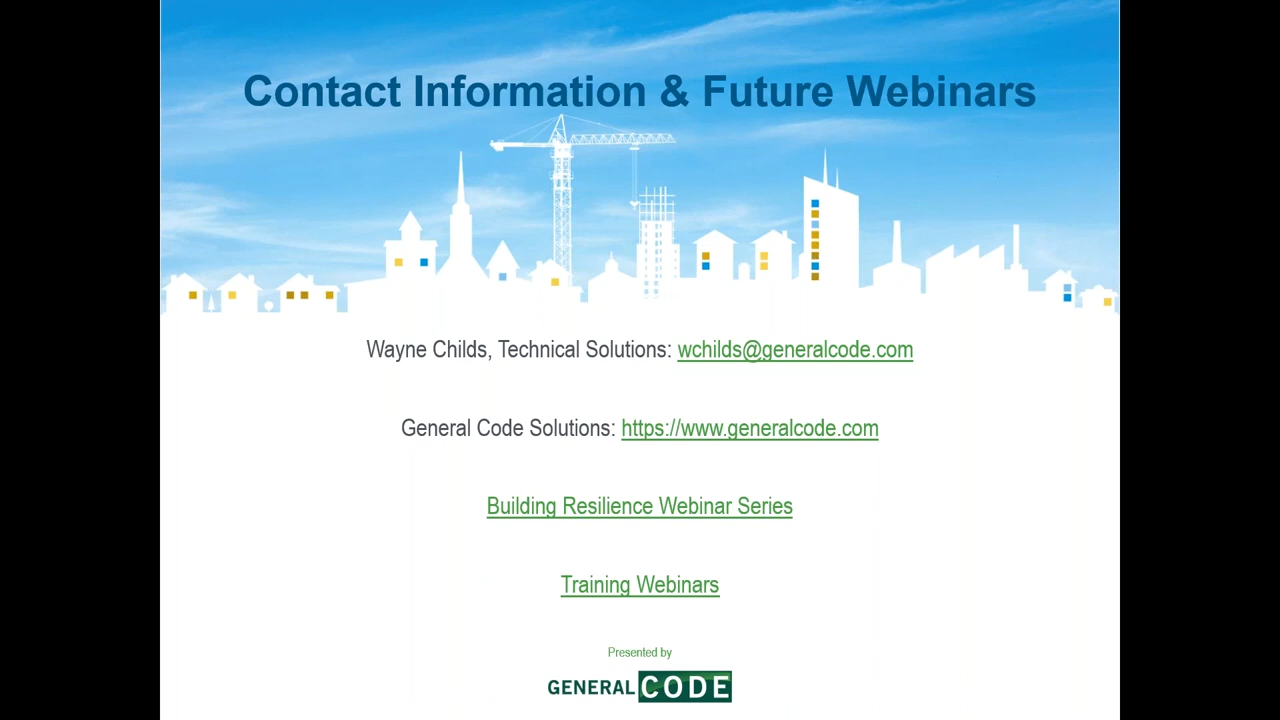 Contact Information & Future Webinars
Wayne Childs, Technical Solutions: wchilds@generalcode.com
General Code Solutions: https://www.generalcode.com
Building Resilience Webinar Series
Training Webinars
Presented by
GENERAL CODE